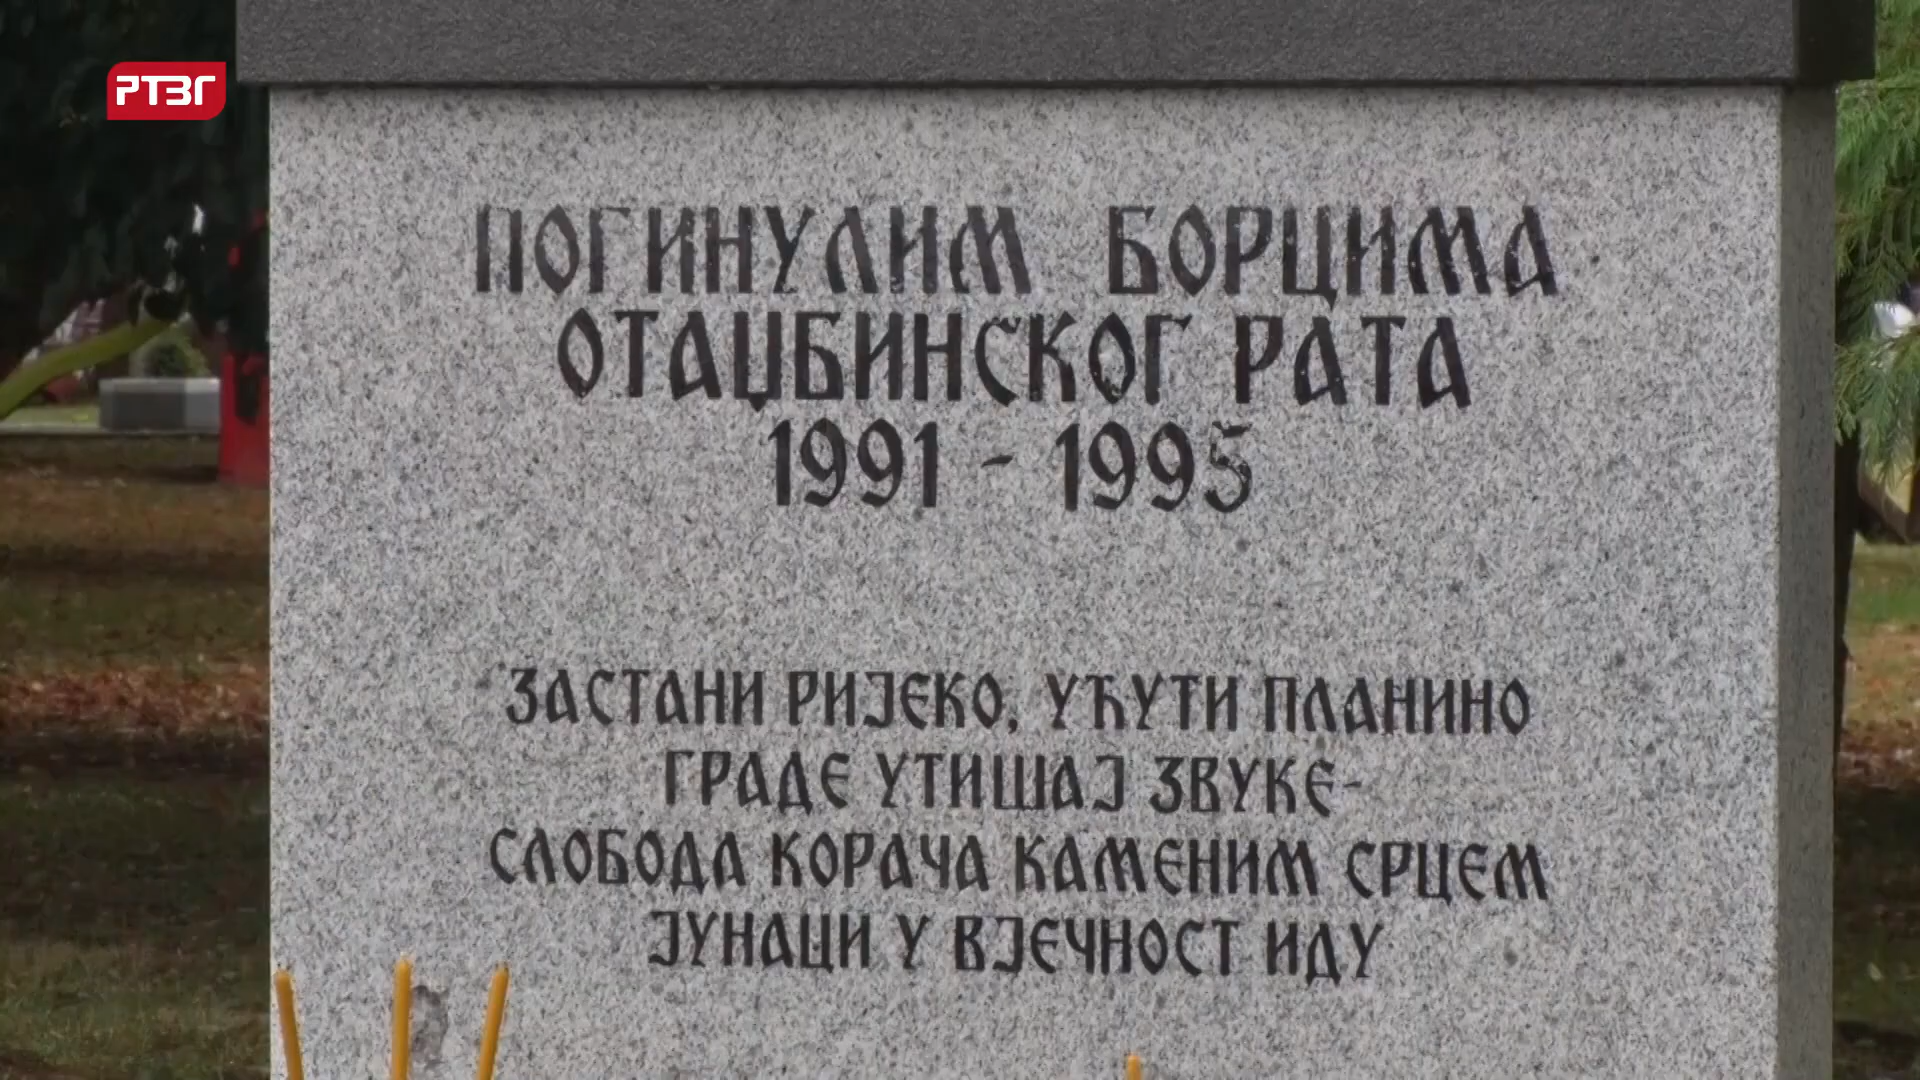 РТВГ
ПОГИНУЛИМ БОРЦИМА
ОТАЏБИНСКОГ РАТА
1991 - 1995
ЗАСТАНИ РИЈЕКО, УЋУТИ ПЛАНИНО
ГРАДЕ УТИШАЈ ЗВУКЕ-
СЛОБОДА КОРАЧА КАМЕНИМ СРЦЕМ
ЈУНАЦИ У ВЈЕЧНОСТ ИДУ